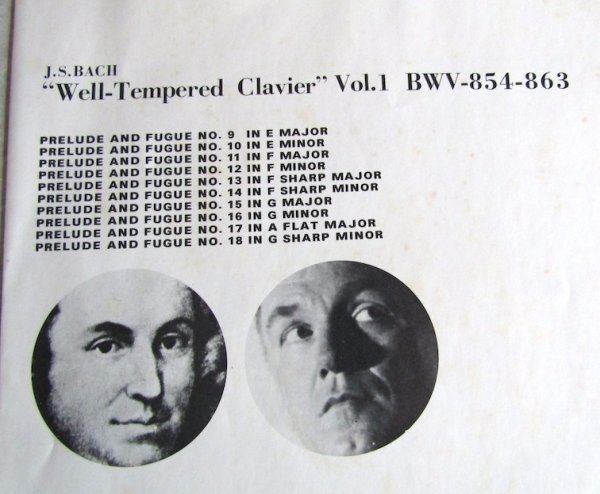 J.S.BACH
“Well-Tempered Clavier” Vol.1 BWV-854-863
PRELUDE AND FUGUE NO. 9 IN E MAJOR
PRELUDE AND FUGUE NO. 10 IN E MINOR
PRELUDE AND FUGUE NO. 11 IN F MAJOR
PRELUDE AND FUGUE NO. 12 IN F MINOR
PRELUDE AND FUGUE NO. 13 IN F SHARP MAJOR
PRELUDE AND FUGUE NO. 14 IN F SHARP MINOR
PRELUDE AND FUGUE NO. 15 IN G MAJOR
PRELUDE AND FUGUE NO. 16 IN G MINOR
PRELUDE AND FUGUE NO. 17 IN A FLAT MAJOR
PRELUDE AND FUGUE NO. 18 IN G SHARP MINOR